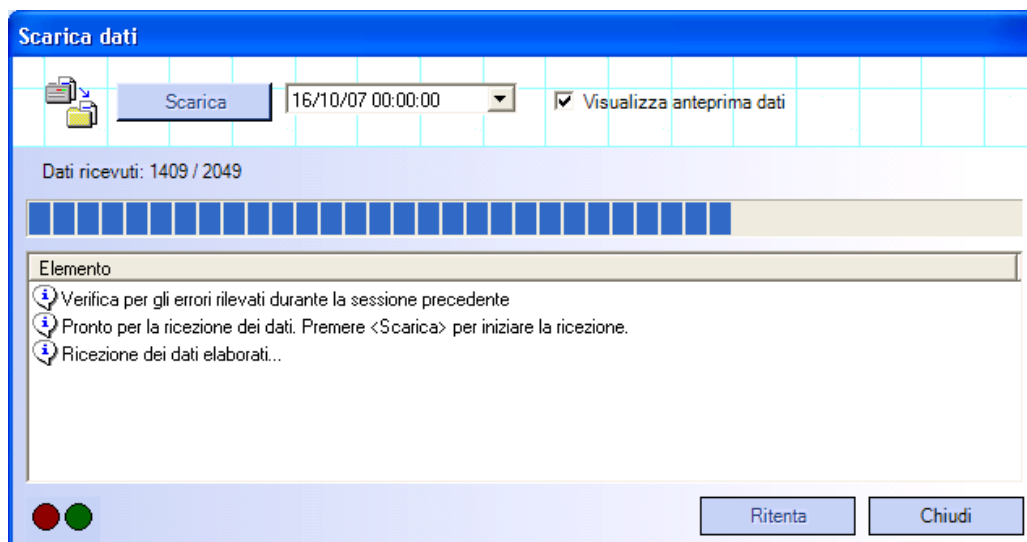 Scarica dati
Scarica 16/10/07 00:00:00 Visualizza anteprima dati
Dati ricevuti: 1409 / 2049
Elemento
Verifica per gli errori rilevati durante la sessione precedente
Pronto per la ricezione dei dati. Premere <Scarica> per iniziare la ricezione.
Ricezione dei dati elaborati...
Ritenta Chiudi